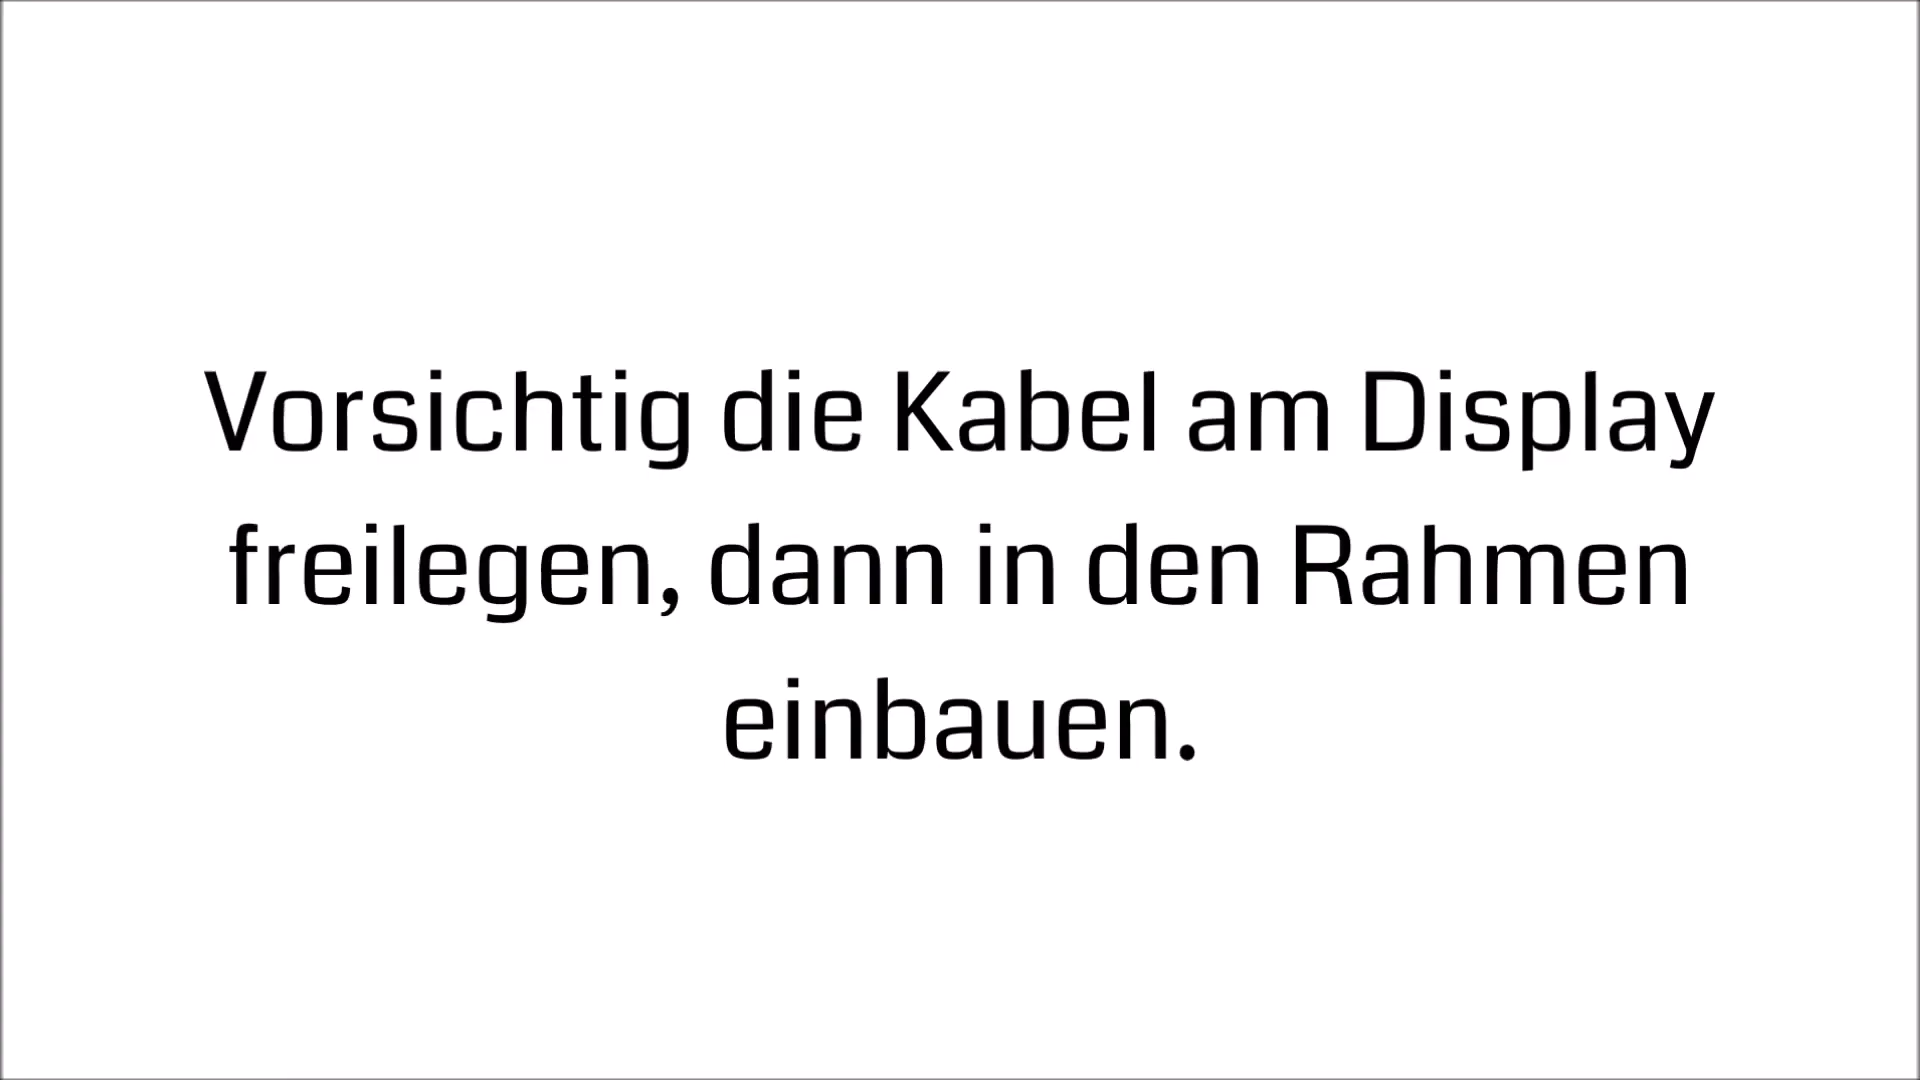 Vorsichtig die Kabel am Display
freilegen, dann in den Rahmen
einbauen.